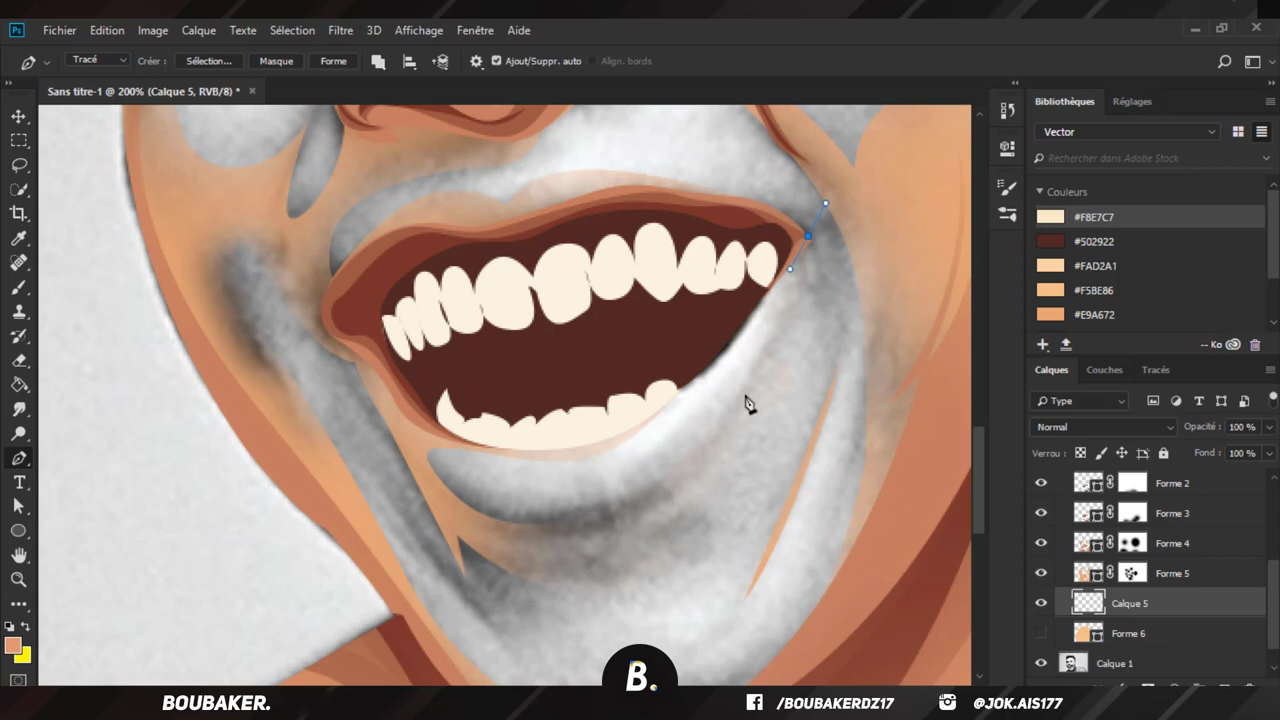 Ps Fichier Edition Image Calque Texte Sélection Filtre 3D Affichage Fenêtre Aide
Tracé Créer : Sélection... Masque Forme Ajout/Suppr. auto Align. bords
Sans titre-1 @ 200% (Calque 5, RVB/8) *
Bibliothèques Réglages
Vector
Rechercher dans Adobe Stock
Couleurs
#F8E7C7
#502922
#FAD2A1
#F5BE86
#E9A672
-- Ko
Calques Couches Tracés
Type
Normal Opacité : 100 %
Verrou : Fond : 100 %
Forme 2
Forme 3
Forme 4
Forme 5
Calque 5
Forme 6
Calque 1
BOUBAKER. B. /BOUBAKERDZ17 @JOK.AIS177